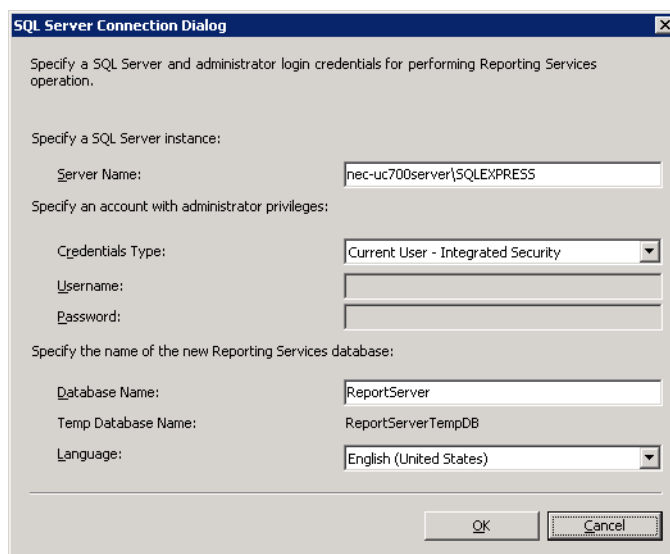 SQL Server Connection Dialog
Specify a SQL Server and administrator login credentials for performing Reporting Services
operation.
Specify a SQL Server instance:
Server Name: nec-uc700server\SQLEXPRESS
Specify an account with administrator privileges:
Credentials Type: Current User - Integrated Security
Username:
Password:
Specify the name of the new Reporting Services database:
Database Name: ReportServer
Temp Database Name: ReportServerTempDB
Language: English (United States)
OK Cancel